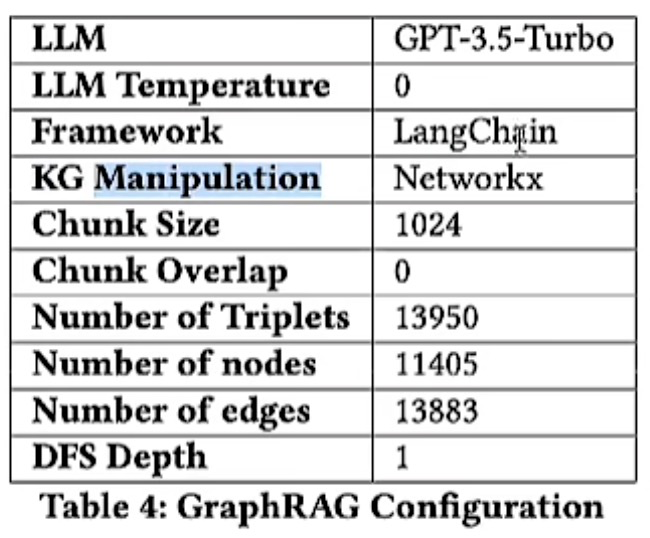 LLM GPT-3.5-Turbo
LLM Temperature 0
Framework LangChain
KG Manipulation Networkx
Chunk Size 1024
Chunk Overlap 0
Number of Triplets 13950
Number of nodes 11405
Number of edges 13883
DFS Depth 1
Table 4: GraphRAG Configuration